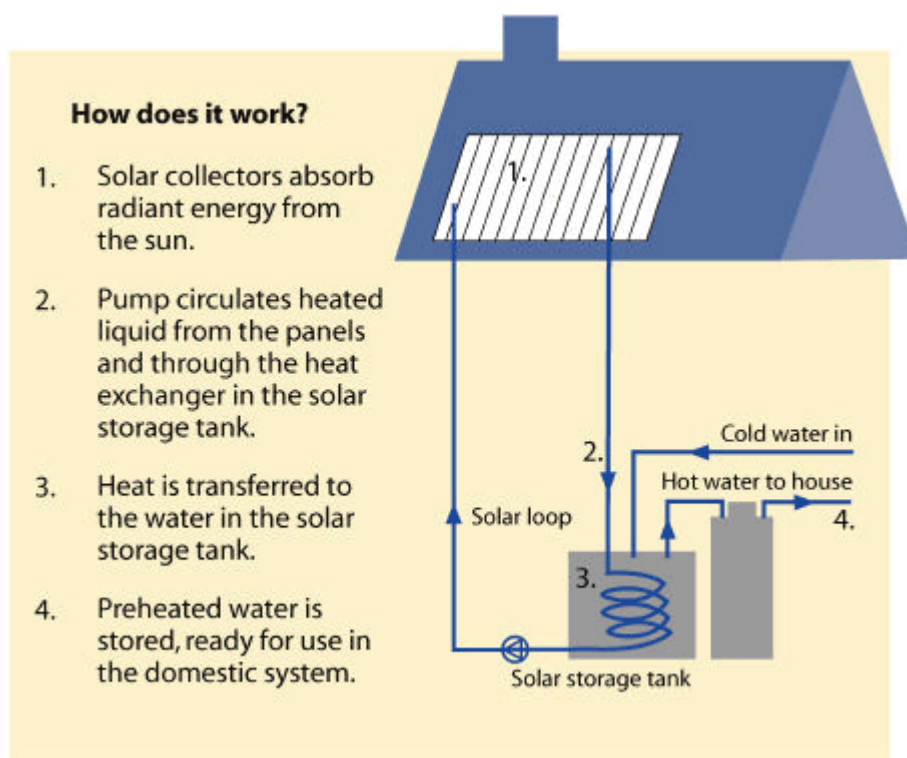 How does it work?
1. Solar collectors absorb
radiant energy from
the sun.
2. Pump circulates heated
liquid from the panels
and through the heat
exchanger in the solar
storage tank.
3. Heat is transferred to
the water in the solar
storage tank.
4. Preheated water is
stored, ready for use in
the domestic system.
1.
2.
Cold water in
Hot water to house
4.
Solar loop
3.
Solar storage tank